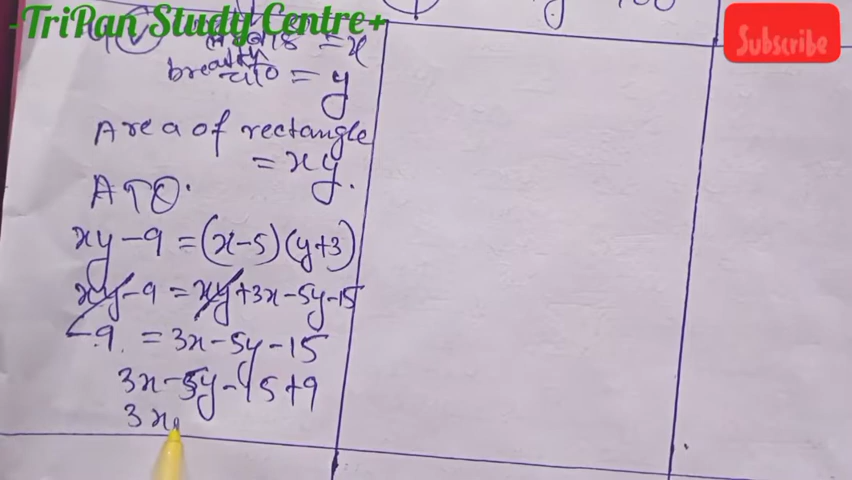 -TriPan Study Centre+
Subscribe
= x
= y
Area of rectangle
= xy.
ATQ.
xy - 9 = (x-5) (y+3)
xy - 9 = xy + 3x - 5y - 15
-9 = 3x - 5y - 15
3x - 5y - 15 + 9
3x